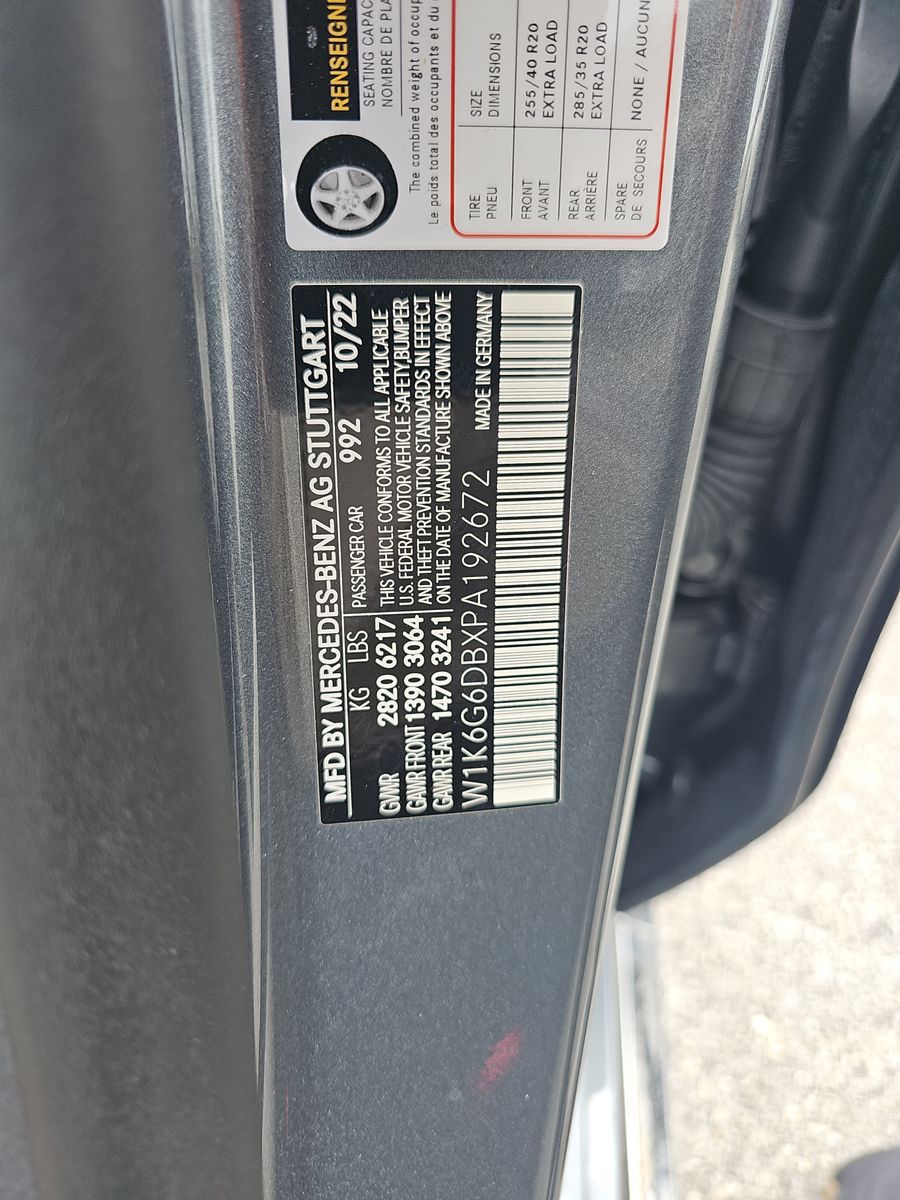 MFD BY MERCEDES-BENZ AG STUTTGART
KG LBS PASSENGER CAR 992 10/22
GVWR 2820 6217 THIS VEHICLE CONFORMS TO ALL APPLICABLE
GAWR FRONT 1390 3064 U.S. FEDERAL MOTOR VEHICLE SAFETY, BUMPER
GAWR REAR 1470 3241 AND THEFT PREVENTION STANDARDS IN EFFECT
ON THE DATE OF MANUFACTURE SHOWN ABOVE
W1K6G6DBXPA192672 MADE IN GERMANY
SEATING
NOMBRE DE
The combined weight of
Le poids total des occupants et du
TIRE SIZE
PNEU DIMENSIONS
FRONT 255/40 R20
AVANT EXTRA LOAD
REAR 285/35 R20
ARRIÈRE EXTRA LOAD
SPARE NONE / AUCUN
DE SECOURS